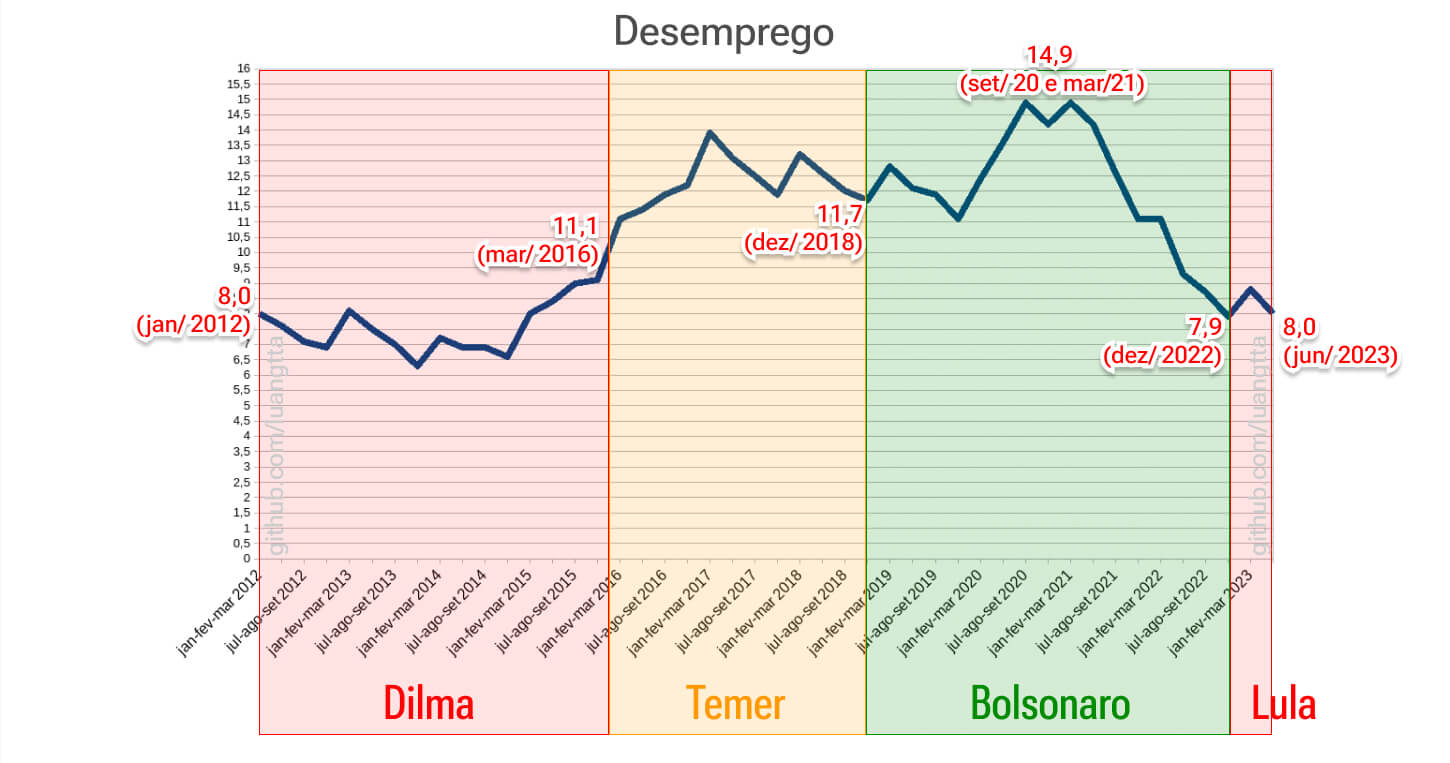 Desemprego
14,9
(set/20 e mar/21)
16
15,5
15
14,5
14
13,5
13
12,5
12
11,5
11
10,5
10
9,5
9
7
6,5
6
5,5
5
4,5
4
3,5
3
2,5
2
1,5
1
0,5
0
8,0
(jan/2012)
11,1
(mar/2016)
11,7
(dez/2018)
7,9
(dez/2022)
8,0
(jun/2023)
github.com/luangtta
github.com/luangtta
jan-fev-mar 2012
jul-ago-set 2012
jan-fev-mar 2013
jul-ago-set 2013
jan-fev-mar 2014
jul-ago-set 2014
jan-fev-mar 2015
jul-ago-set 2015
jan-fev-mar 2016
jul-ago-set 2016
jan-fev-mar 2017
jul-ago-set 2017
jan-fev-mar 2018
jul-ago-set 2018
jan-fev-mar 2019
jul-ago-set 2019
jan-fev-mar 2020
jul-ago-set 2020
jan-fev-mar 2021
jul-ago-set 2021
jan-fev-mar 2022
jul-ago-set 2022
jan-fev-mar 2023
Dilma
Temer
Bolsonaro
Lula